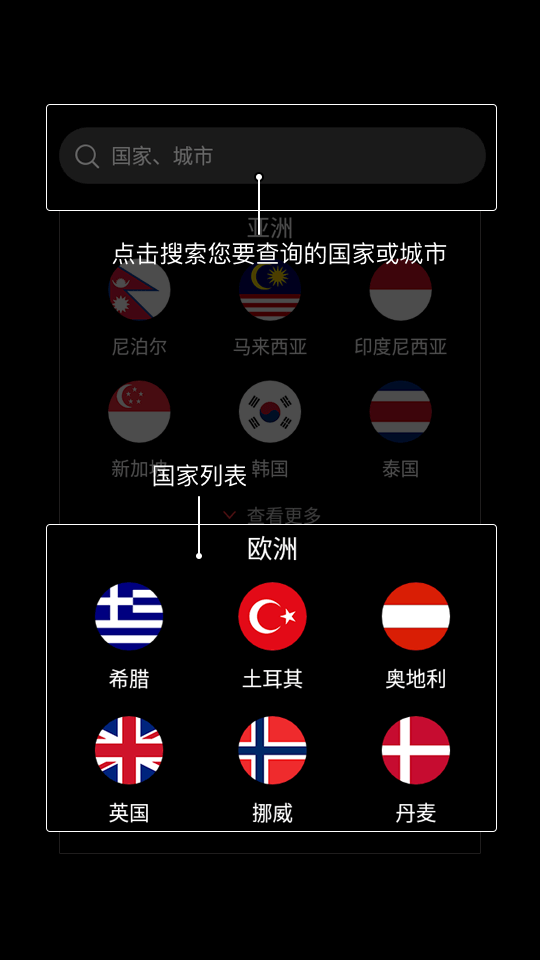 国家、城市
亚洲
点击搜索您要查询的国家或城市
尼泊尔
马来西亚
印度尼西亚
新加坡
韩国
泰国
国家列表
查看更多
欧洲
希腊
土耳其
奥地利
英国
挪威
丹麦